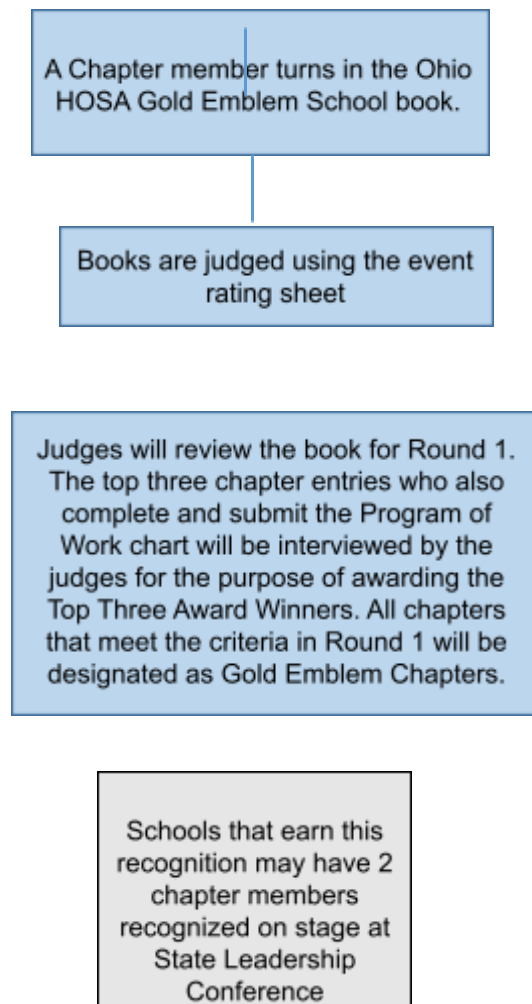 A Chapter member turns in the Ohio
HOSA Gold Emblem School book.
Books are judged using the event
rating sheet
Judges will review the book for Round 1.
The top three chapter entries who also
complete and submit the Program of
Work chart will be interviewed by the
judges for the purpose of awarding the
Top Three Award Winners. All chapters
that meet the criteria in Round 1 will be
designated as Gold Emblem Chapters.
Schools that earn this
recognition may have 2
chapter members
recognized on stage at
State Leadership
Conference